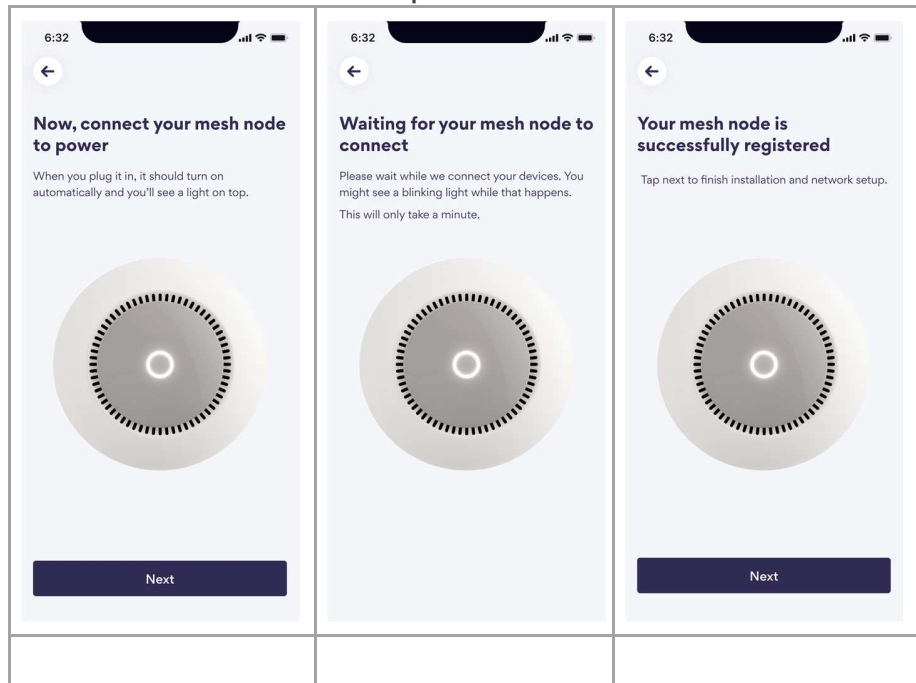 6:32
Now, connect your mesh node
to power
When you plug it in, it should turn on
automatically and you'll see a light on top.
Next
6:32
Waiting for your mesh node to
connect
Please wait while we connect your devices. You
might see a blinking light while that happens.
This will only take a minute.
6:32
Your mesh node is
successfully registered
Tap next to finish installation and network setup.
Next